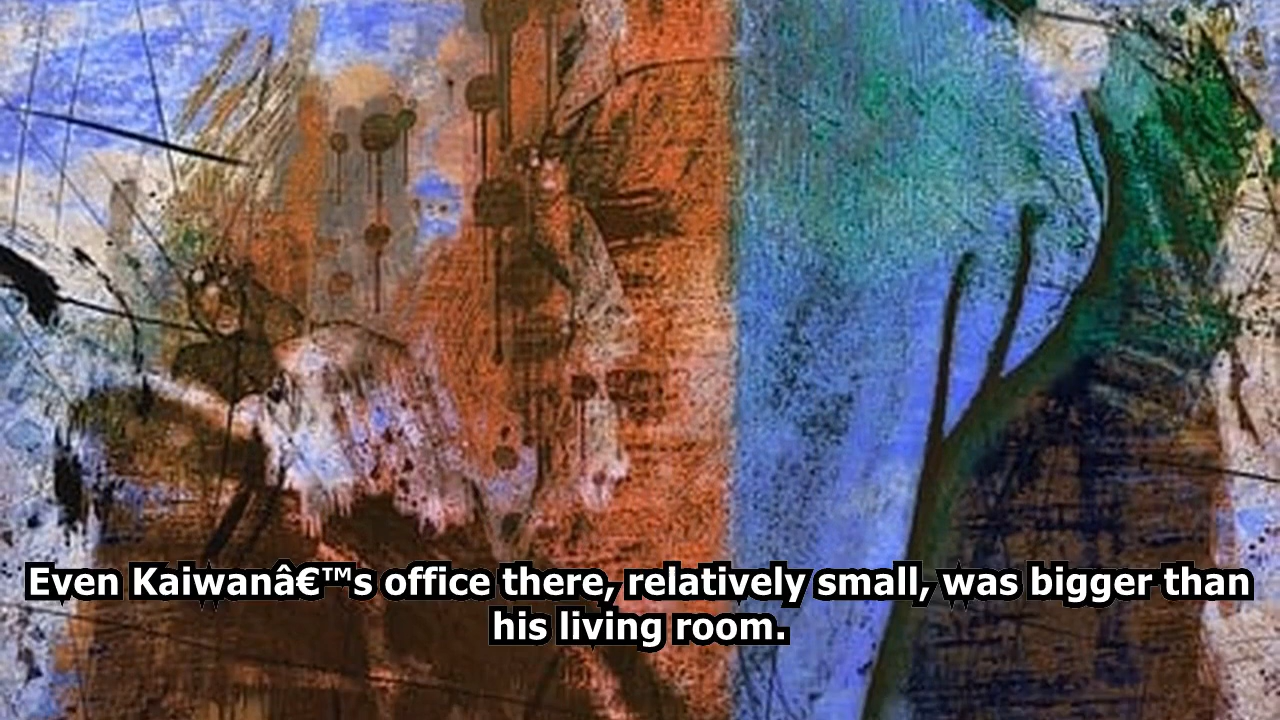 Even Kaiwanâ€™s office there, relatively small, was bigger than
his living room.